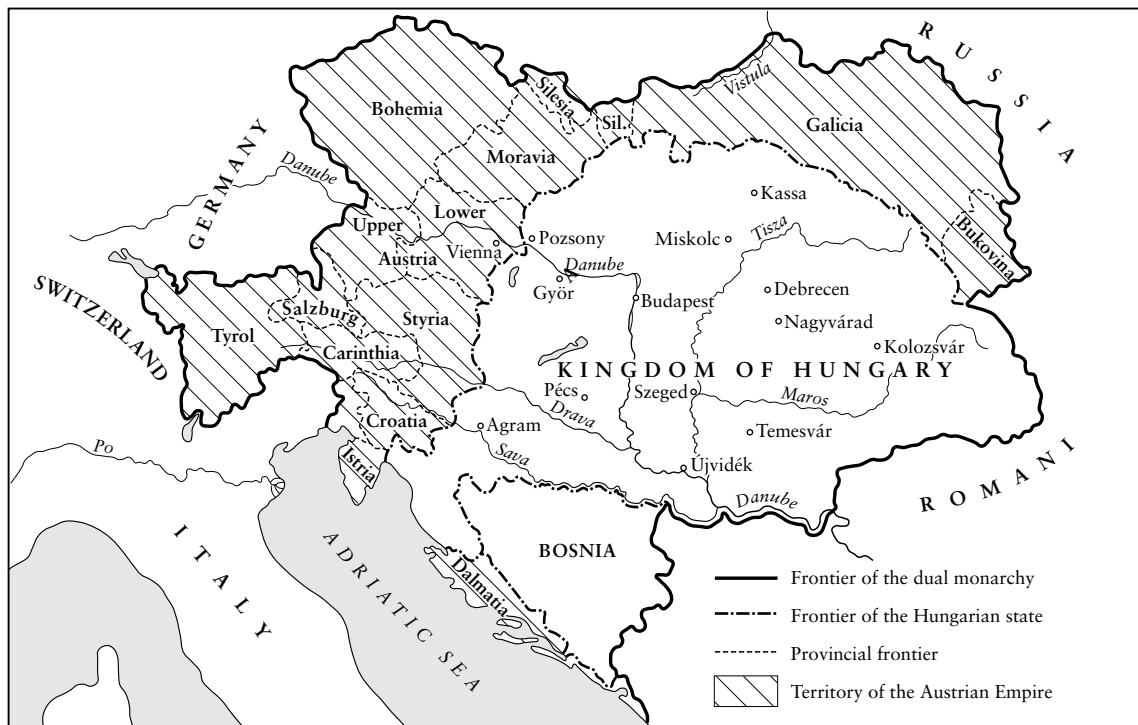 RUSSIA
Vistula
Silesia
Bohemia
Sil.
Galicia
Moravia
GERMANY
Danube
Kassa
Lower
Upper
Tisza
Bukovina
Pozsony
Miskolc
Vienna
Austria
Danube
SWITZERLAND
Györ
Budapest
Debrecen
Salzburg
Styria
Nagyvárad
Tyrol
Carinthia
Kolozsvár
KINGDOM OF HUNGARY
Pécs
Szeged
Maros
Drava
Croatia
Agram
Temesvár
Po
Sava
Istria
Újvidék
ROMANI
Danube
ITALY
ADRIATIC SEA
BOSNIA
Dalmatia
Frontier of the dual monarchy
Frontier of the Hungarian state
Provincial frontier
Territory of the Austrian Empire